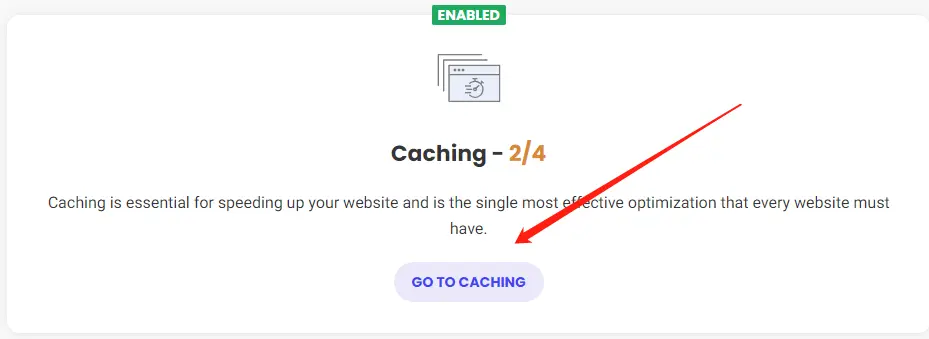 ENABLED
Caching - 2/4
Caching is essential for speeding up your website and is the single most effective optimization that every website must
have.
GO TO CACHING